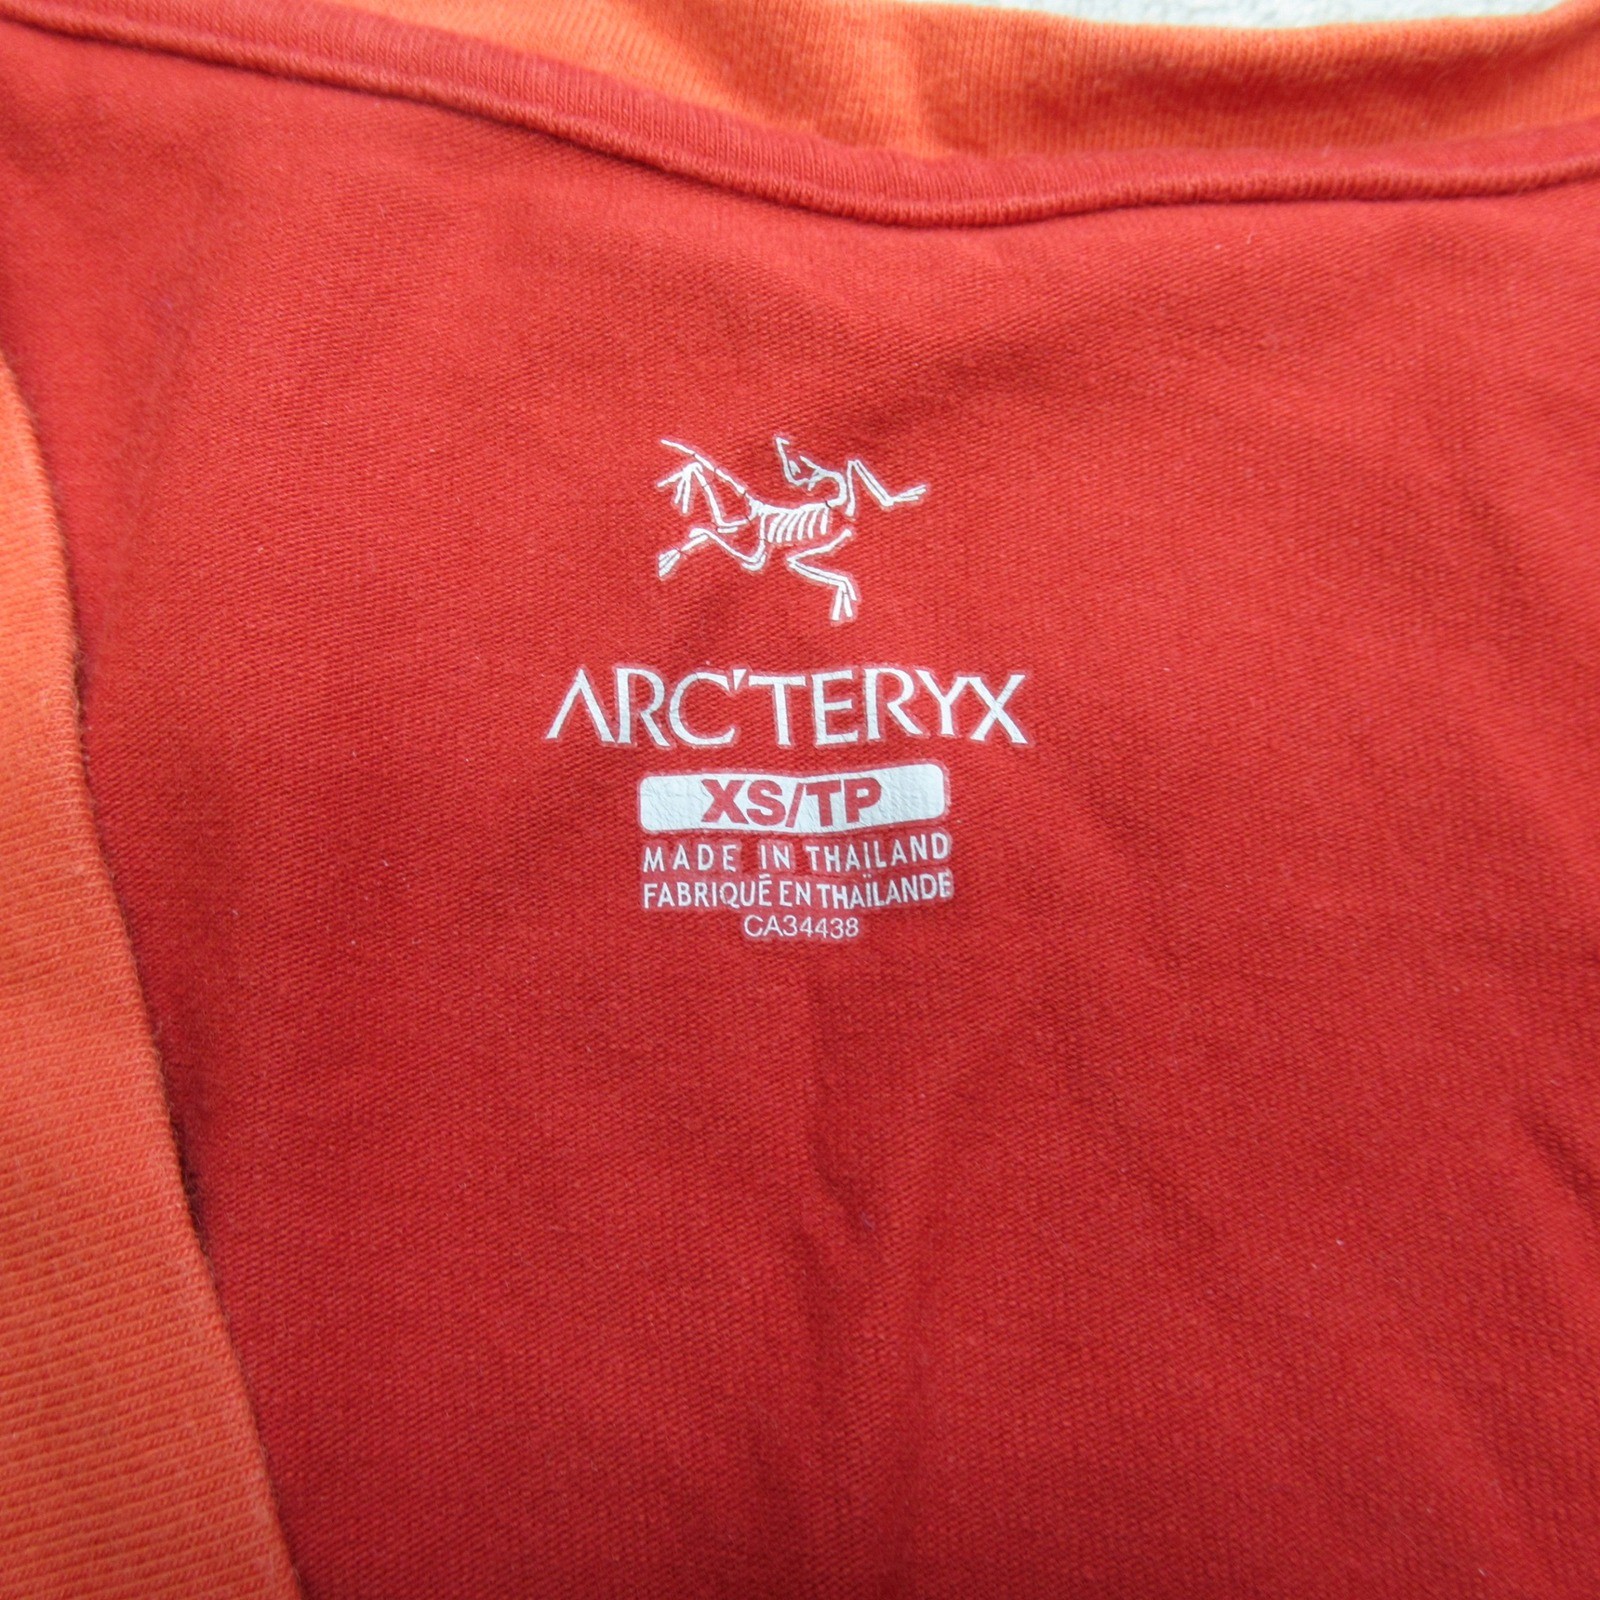 ARC'TERYX
XS/TP
MADE IN THAILAND
FABRIQUÉ EN THAÏLANDE
CA34438